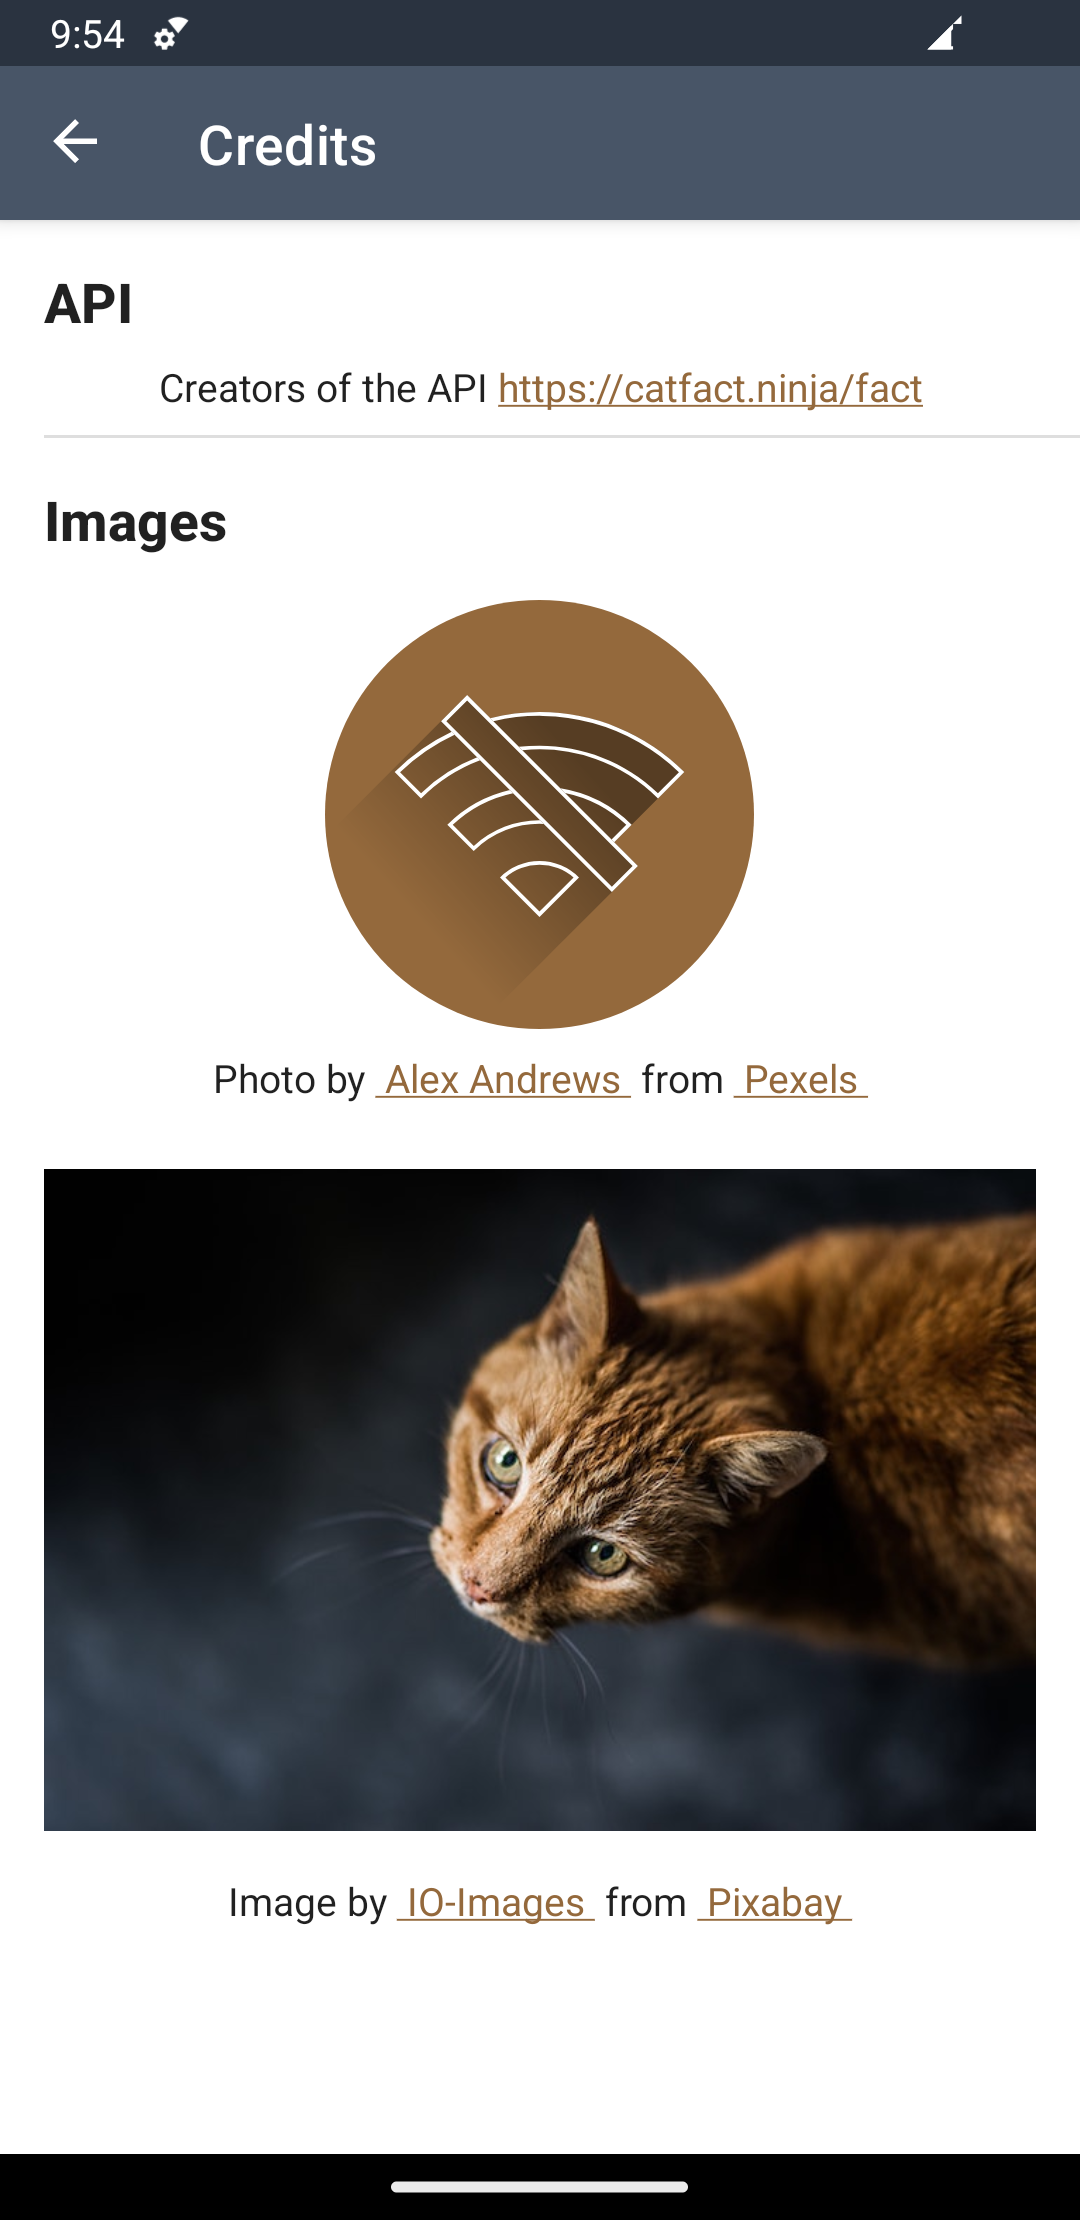 9:54
Credits
API
Creators of the API https://catfact.ninja/fact
Images
Photo by Alex Andrews from Pexels
Image by IO-Images from Pixabay